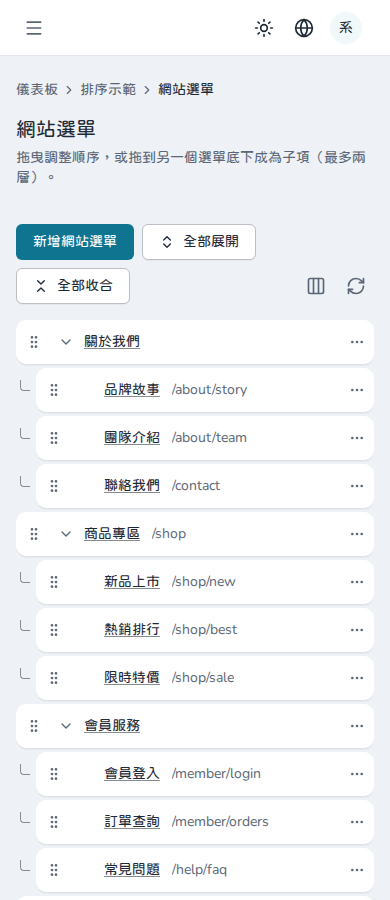 系
儀表板 > 排序示範 > 網站選單
網站選單
拖曳調整順序，或拖到另一個選單底下成為子項（最多兩
層）。
新增網站選單 全部展開
全部收合
關於我們
品牌故事 /about/story
團隊介紹 /about/team
聯絡我們 /contact
商品專區 /shop
新品上市 /shop/new
熱銷排行 /shop/best
限時特價 /shop/sale
會員服務
會員登入 /member/login
訂單查詢 /member/orders
常見問題 /help/faq